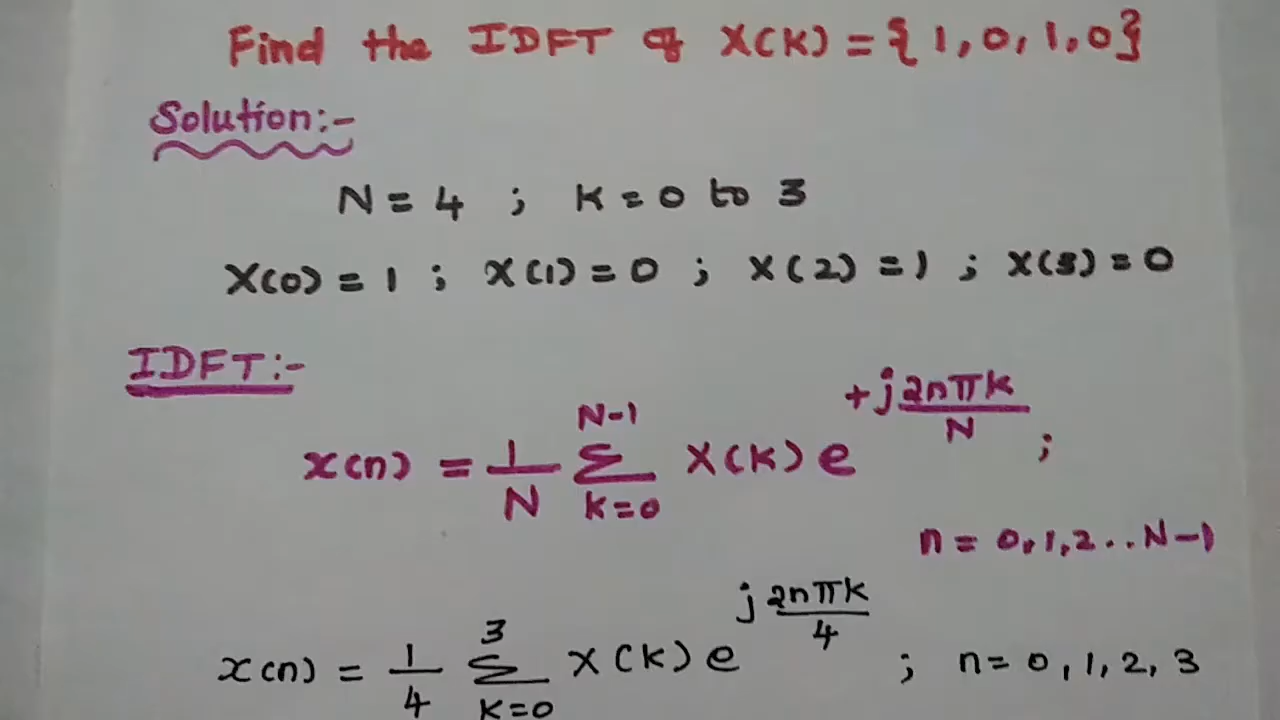 Find the IDFT of X(K) = {1, 0, 1, 0}
Solution:-
N = 4 ; K = 0 to 3
X(0) = 1 ; X(1) = 0 ; X(2) = 1 ; X(3) = 0
IDFT:-
x(n) = 1/N Σ_{k=0}^{N-1} X(K) e^{+j2nπk/N} ;
n = 0, 1, 2 .. N-1
x(n) = 1/4 Σ_{K=0}^{3} X(K) e^{j2nπk/4} ; n = 0, 1, 2, 3